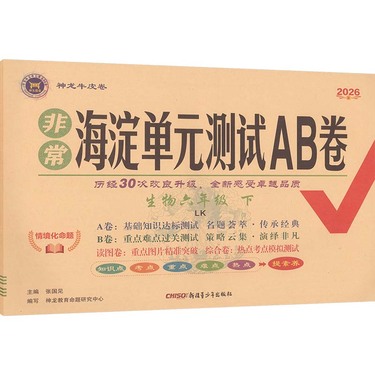 神龙牛皮卷
2026
非常
海淀单元测试AB卷
历经30次改良升级，全新感受卓越品质
生物六年级 下
LK
情境化命题
A卷：基础知识达标测试 名题荟萃·传承经典
B卷：重点难点过关测试 策略云集·演绎非凡
读图卷：重点图片精准突破 综合卷：热点考点模拟测试
知识点 考点 重点 难点 热点 提素养
主编 张国见
编写 神龙教育命题研究中心
CHISO 新疆青少年出版社